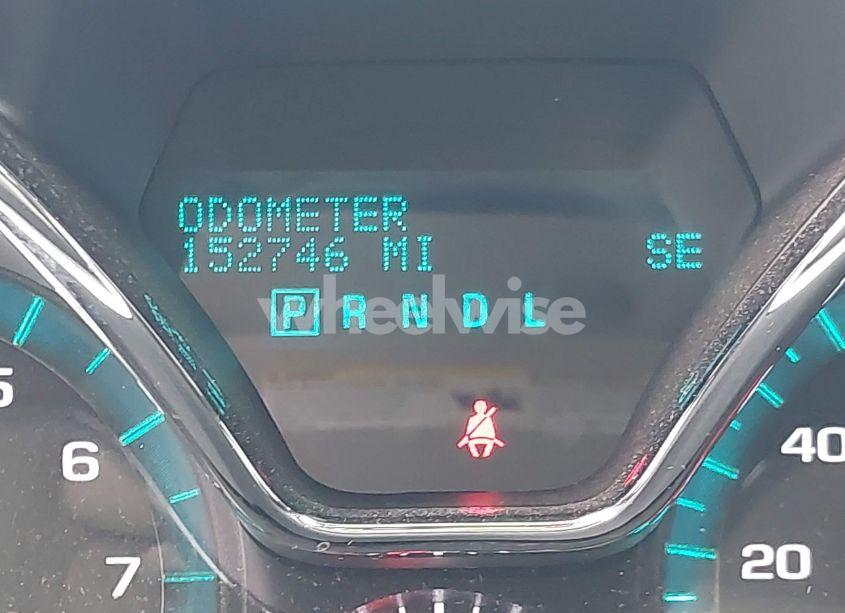 ODOMETER
152746 MI SE
wheelwise
P R N D L
5
6
7
40
20